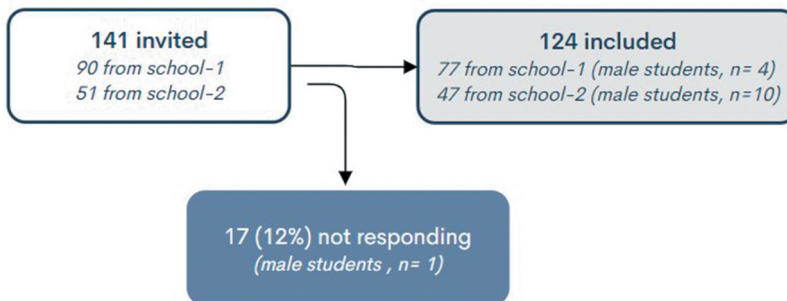 141 invited
90 from school-1
51 from school-2
124 included
77 from school-1 (male students, n= 4)
47 from school-2 (male students, n=10)
17 (12%) not responding
(male students , n= 1)